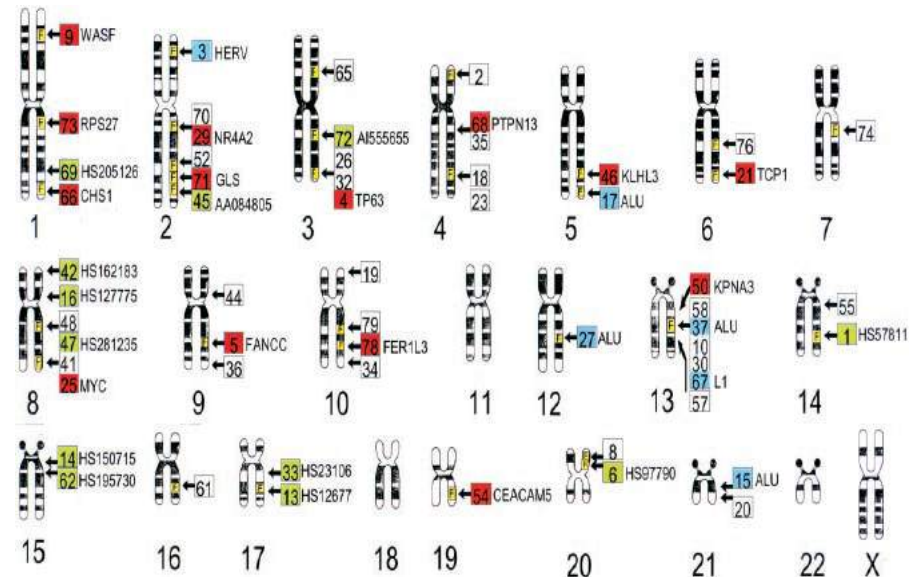 9 WASF
73 RPS27
69 HS205126
66 CHS1
1
3 HERV
70
29 NR4A2
52
71 GLS
45 AA084805
2
65
72 AI555655
26
32
4 TP63
3
2
68 PTPN13
35
18
23
4
46 KLHL3
17 ALU
5
76
21 TCP1
6
74
7
42 HS162183
16 HS127775
48
47 HS281235
41
25 MYC
8
44
5 FANCC
36
9
19
79
78 FER1L3
34
10
11
27 ALU
12
50 KPNA3
58
37 ALU
10
30
67 L1
57
13
55
1 HS57811
14
14 HS150715
62 HS195730
15
61
16
33 HS23106
13 HS12677
17
18
54 CEACAM5
19
8
6 HS97790
20
15 ALU
20
21
22
X